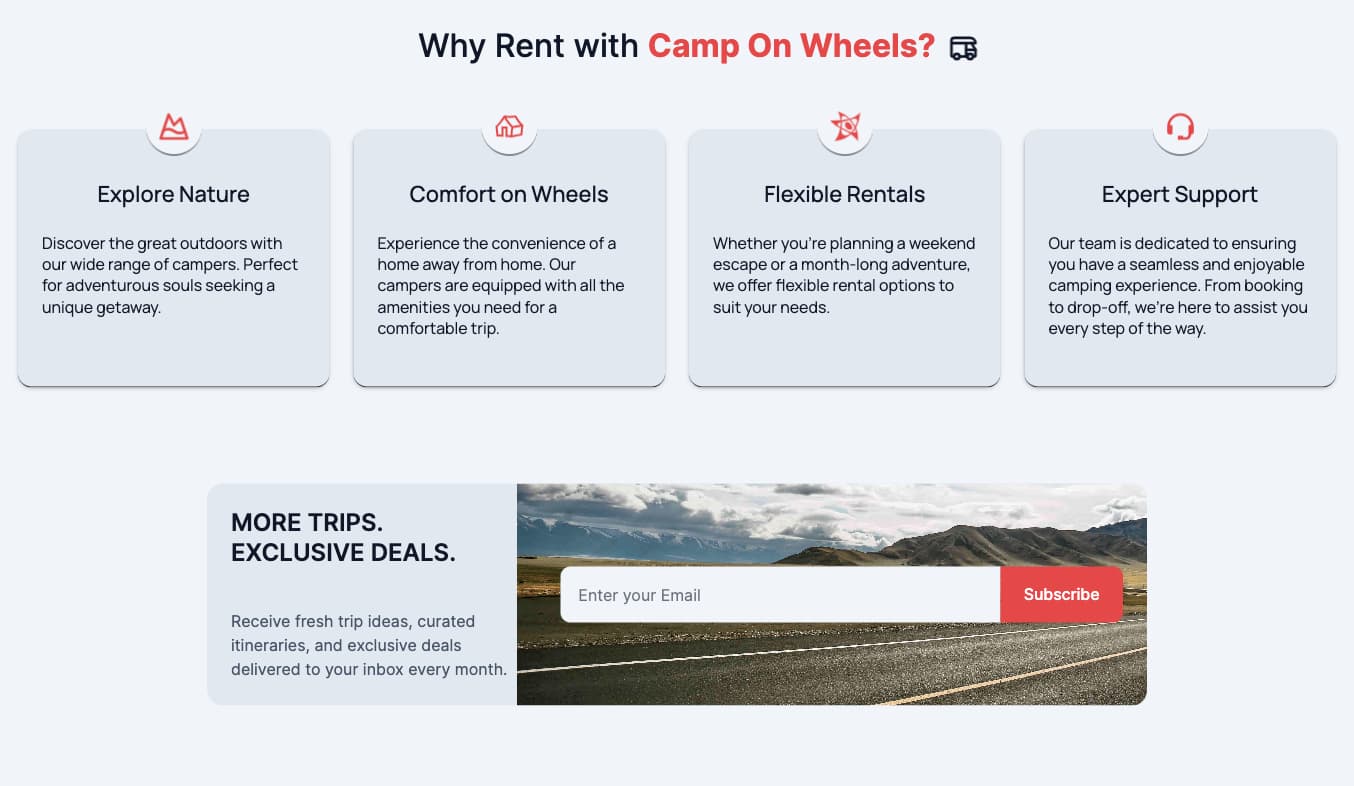 Why Rent with Camp On Wheels?
Explore Nature
Discover the great outdoors with
our wide range of campers. Perfect
for adventurous souls seeking a
unique getaway.
Comfort on Wheels
Experience the convenience of a
home away from home. Our
campers are equipped with all the
amenities you need for a
comfortable trip.
Flexible Rentals
Whether you're planning a weekend
escape or a month-long adventure,
we offer flexible rental options to
suit your needs.
Expert Support
Our team is dedicated to ensuring
you have a seamless and enjoyable
camping experience. From booking
to drop-off, we're here to assist you
every step of the way.
MORE TRIPS.
EXCLUSIVE DEALS.
Receive fresh trip ideas, curated
itineraries, and exclusive deals
delivered to your inbox every month.
Enter your Email
Subscribe